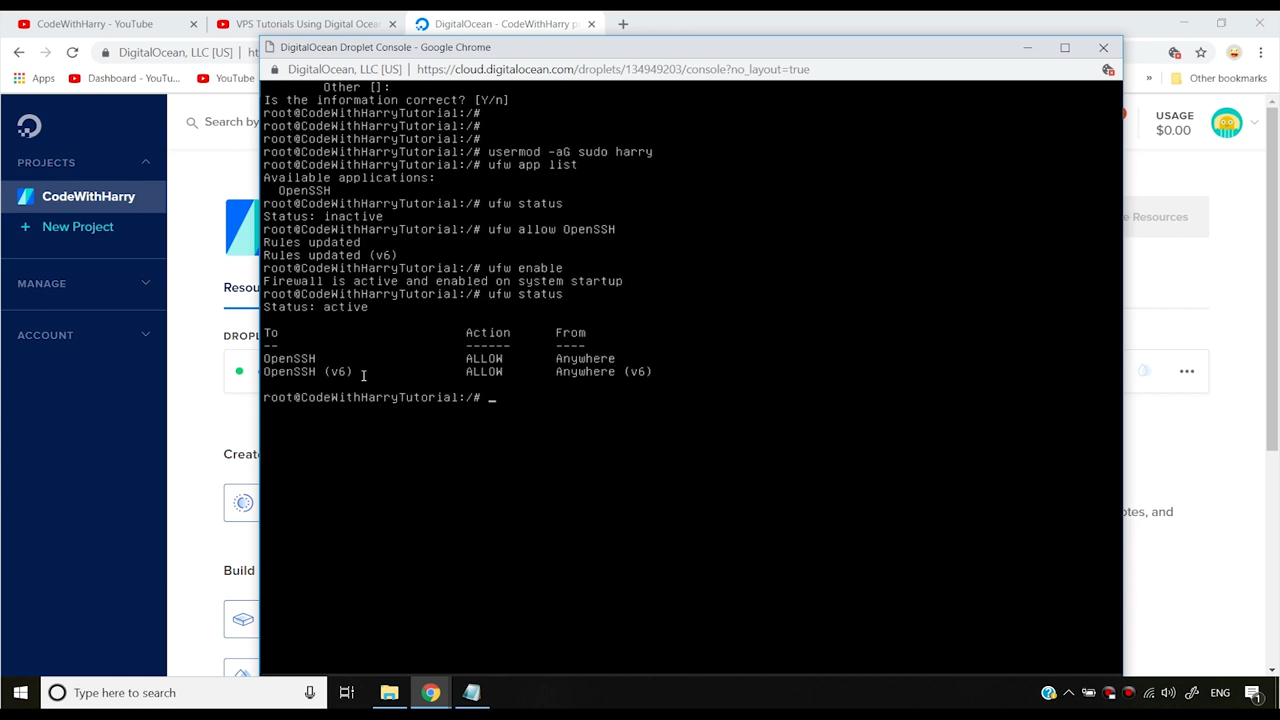 CodeWithHarry - YouTube
VPS Tutorials Using Digital Ocean
DigitalOcean - CodeWithHarry p
DigitalOcean, LLC [US]
Apps
Dashboard - YouTu...
YouTube
Other bookmarks
DigitalOcean Droplet Console - Google Chrome
DigitalOcean, LLC [US] | https://cloud.digitalocean.com/droplets/134949203/console?no_layout=true
Other []:
Is the information correct? [Y/n]
root@CodeWithHarryTutorial:/#
root@CodeWithHarryTutorial:/#
root@CodeWithHarryTutorial:/#
root@CodeWithHarryTutorial:/# usermod -aG sudo harry
root@CodeWithHarryTutorial:/# ufw app list
Available applications:
OpenSSH
root@CodeWithHarryTutorial:/# ufw status
Status: inactive
root@CodeWithHarryTutorial:/# ufw allow OpenSSH
Rules updated
Rules updated (v6)
root@CodeWithHarryTutorial:/# ufw enable
Firewall is active and enabled on system startup
root@CodeWithHarryTutorial:/# ufw status
Status: active
To Action From
-- ------ ----
OpenSSH ALLOW Anywhere
OpenSSH (v6) ALLOW Anywhere (v6)
root@CodeWithHarryTutorial:/# _
PROJECTS
CodeWithHarry
+ New Project
MANAGE
ACCOUNT
Search by
USAGE
$0.00
e Resources
Resou
DROPL
Create
Build
otes, and
Type here to search
ENG
1